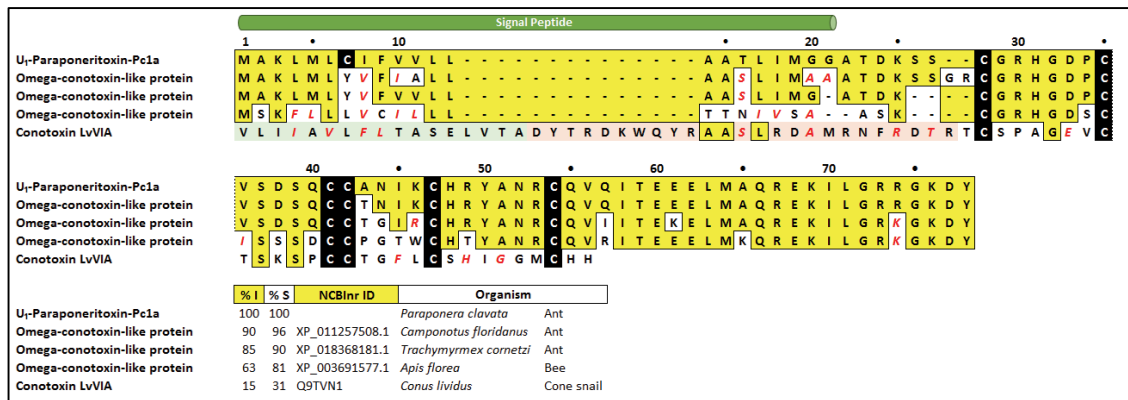 Signal Peptide
1 • 10 • 20 • 30 •
U₁-Paraponeritoxin-Pc1a M A K L M L C I F V V L L - - - - - - - - - - - - - - A A T L I M G G A T D K S S - - C G R H G D P C
Omega-conotoxin-like protein M A K L M L Y V F I A L L - - - - - - - - - - - - - - A A S L I M A A A T D K S S G R C G R H G D P C
Omega-conotoxin-like protein M A K L M L Y V F V V L L - - - - - - - - - - - - - - A A S L I M G - A T D K - - - - C G R H G D P C
Omega-conotoxin-like protein M S K F L L L V C I L L L - - - - - - - - - - - - - - T T N I V S A - - A S K - - - - C G R H G D S C
Conotoxin LvVIA V L I I A V L F L T A S E L V T A D Y T R D K W Q Y R A A S L R D A M R N F R D T R T C S P A G E V C
40 • 50 • 60 • 70 •
U₁-Paraponeritoxin-Pc1a V S D S Q C C A N I K C H R Y A N R C Q V Q I T E E E L M A Q R E K I L G R R G K D Y
Omega-conotoxin-like protein V S D S Q C C T N I K C H R Y A N R C Q V Q I T E E E L M A Q R E K I L G R R G K D Y
Omega-conotoxin-like protein V S D S Q C C T G I R C H R Y A N R C Q V I I T E K E L M A Q R E K I L G R K G K D Y
Omega-conotoxin-like protein I S S S D C C P G T W C H T Y A N R C Q V R I T E E E L M K Q R E K I L G R K G K D Y
Conotoxin LvVIA T S K S P C C T G F L C S H I G G M C H H
% I % S NCBInr ID Organism
U₁-Paraponeritoxin-Pc1a 100 100 Paraponera clavata Ant
Omega-conotoxin-like protein 90 96 XP_011257508.1 Camponotus floridanus Ant
Omega-conotoxin-like protein 85 90 XP_018368181.1 Trachymyrmex cornetzi Ant
Omega-conotoxin-like protein 63 81 XP_003691577.1 Apis florea Bee
Conotoxin LvVIA 15 31 Q9TVN1 Conus lividus Cone snail